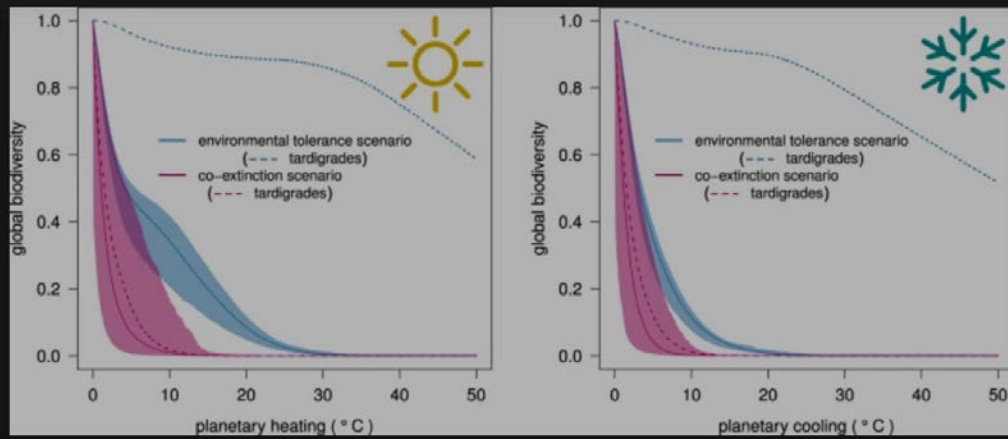 1.0
0.8
0.6
0.4
0.2
0.0
global biodiversity
environmental tolerance scenario
(--- tardigrades)
co-extinction scenario
(--- tardigrades)
0 10 20 30 40 50
planetary heating (°C)
1.0
0.8
0.6
0.4
0.2
0.0
global biodiversity
environmental tolerance scenario
(--- tardigrades)
co-extinction scenario
(--- tardigrades)
0 10 20 30 40 50
planetary cooling (°C)